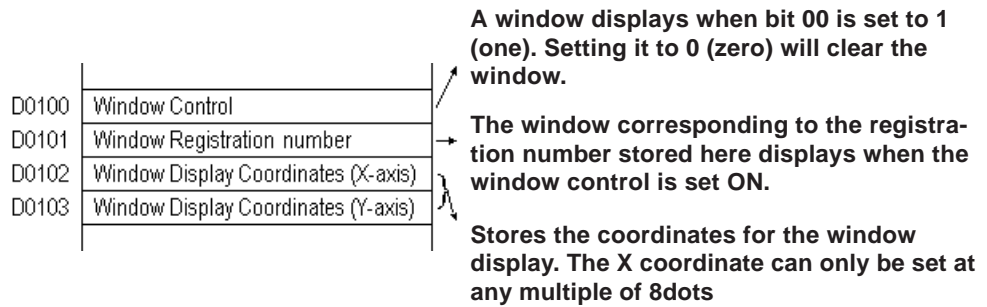 A window displays when bit 00 is set to 1
(one). Setting it to 0 (zero) will clear the
window.
D0100 Window Control
D0101 Window Registration number
D0102 Window Display Coordinates (X-axis)
D0103 Window Display Coordinates (Y-axis)
The window corresponding to the registra-
tion number stored here displays when the
window control is set ON.
Stores the coordinates for the window
display. The X coordinate can only be set at
any multiple of 8dots